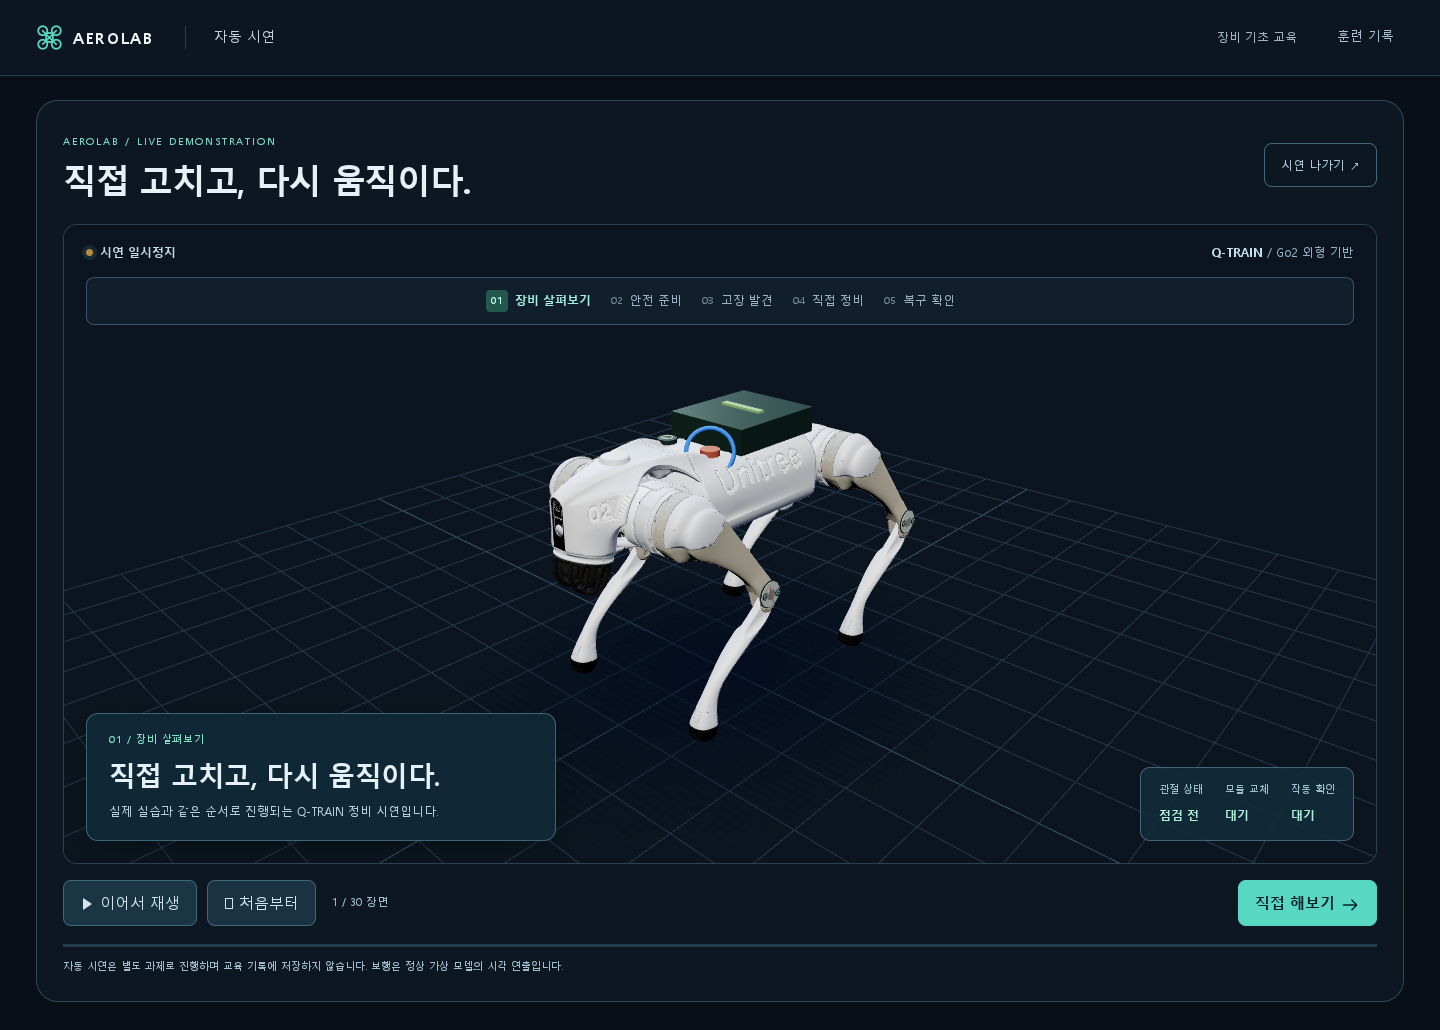 AEROLAB
자동 시연
장비 기초 교육
훈련 기록
AEROLAB / LIVE DEMONSTRATION
직접 고치고, 다시 움직이다.
시연 나가기 ↗
시연 일시정지
Q-TRAIN / Go2 외형 기반
01 장비 살펴보기
02 안전 준비
03 고장 발견
04 직접 정비
05 복구 확인
Unitree
02
01 / 장비 살펴보기
직접 고치고, 다시 움직이다.
실제 실습과 같은 순서로 진행되는 Q-TRAIN 정비 시연입니다.
관절 상태 모듈 교체 작동 확인
점검 전 대기 대기
▶ 이어서 재생
처음부터
1 / 30 장면
직접 해보기 →
자동 시연은 별도 과제로 진행하며 교육 기록에 저장하지 않습니다. 보행은 정상 가상 모델의 시각 연출입니다.